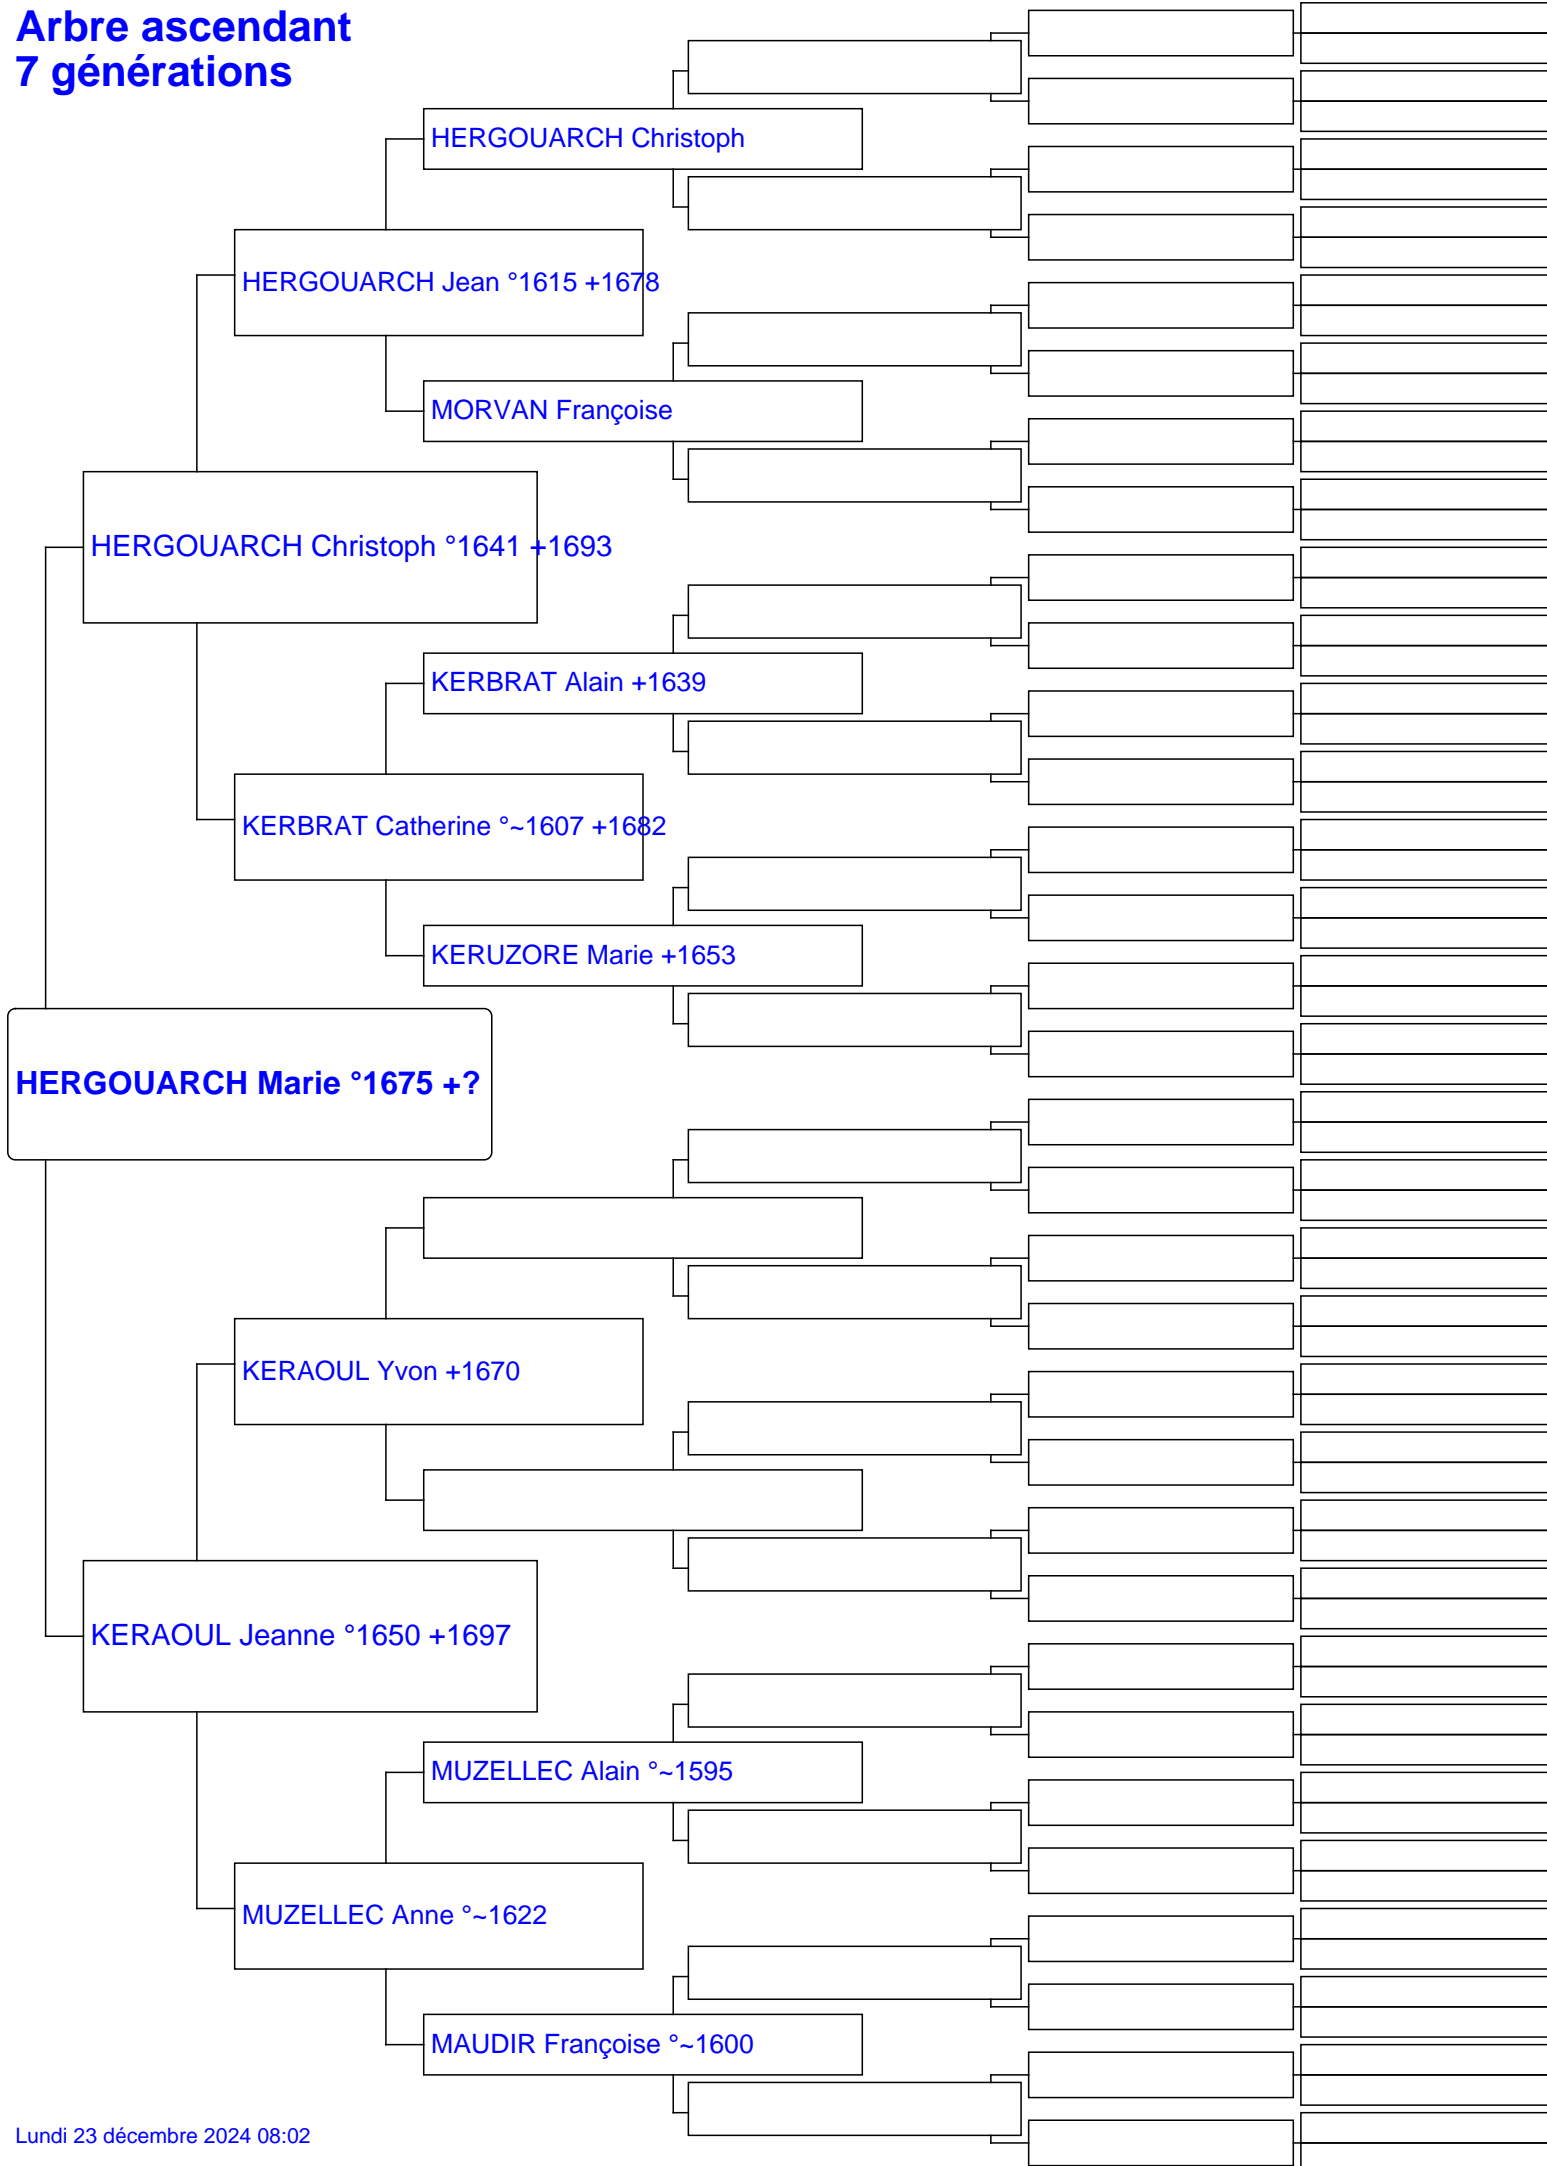 Arbre ascendant
7 générations
HERGOUARCH Christoph
HERGOUARCH Jean °1615 +1678
MORVAN Françoise
HERGOUARCH Christoph °1641 +1693
KERBRAT Alain +1639
KERBRAT Catherine °~1607 +1682
KERUZORE Marie +1653
HERGOUARCH Marie °1675 +?
KERAOUL Yvon +1670
KERAOUL Jeanne °1650 +1697
MUZELLEC Alain °~1595
MUZELLEC Anne °~1622
MAUDIR Françoise °~1600
Lundi 23 décembre 2024 08:02